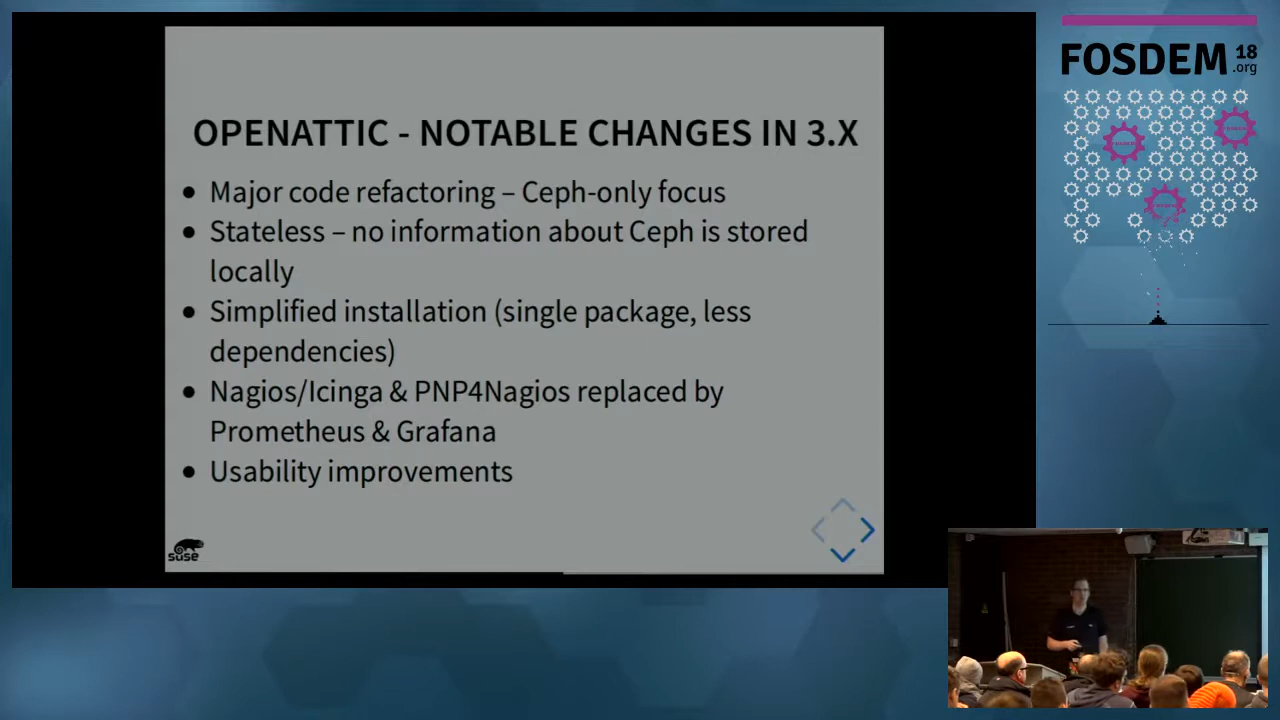 FOSDEM 18
.org
OPENATTIC - NOTABLE CHANGES IN 3.X
• Major code refactoring – Ceph-only focus
• Stateless – no information about Ceph is stored
locally
• Simplified installation (single package, less
dependencies)
• Nagios/Icinga & PNP4Nagios replaced by
Prometheus & Grafana
• Usability improvements
suse